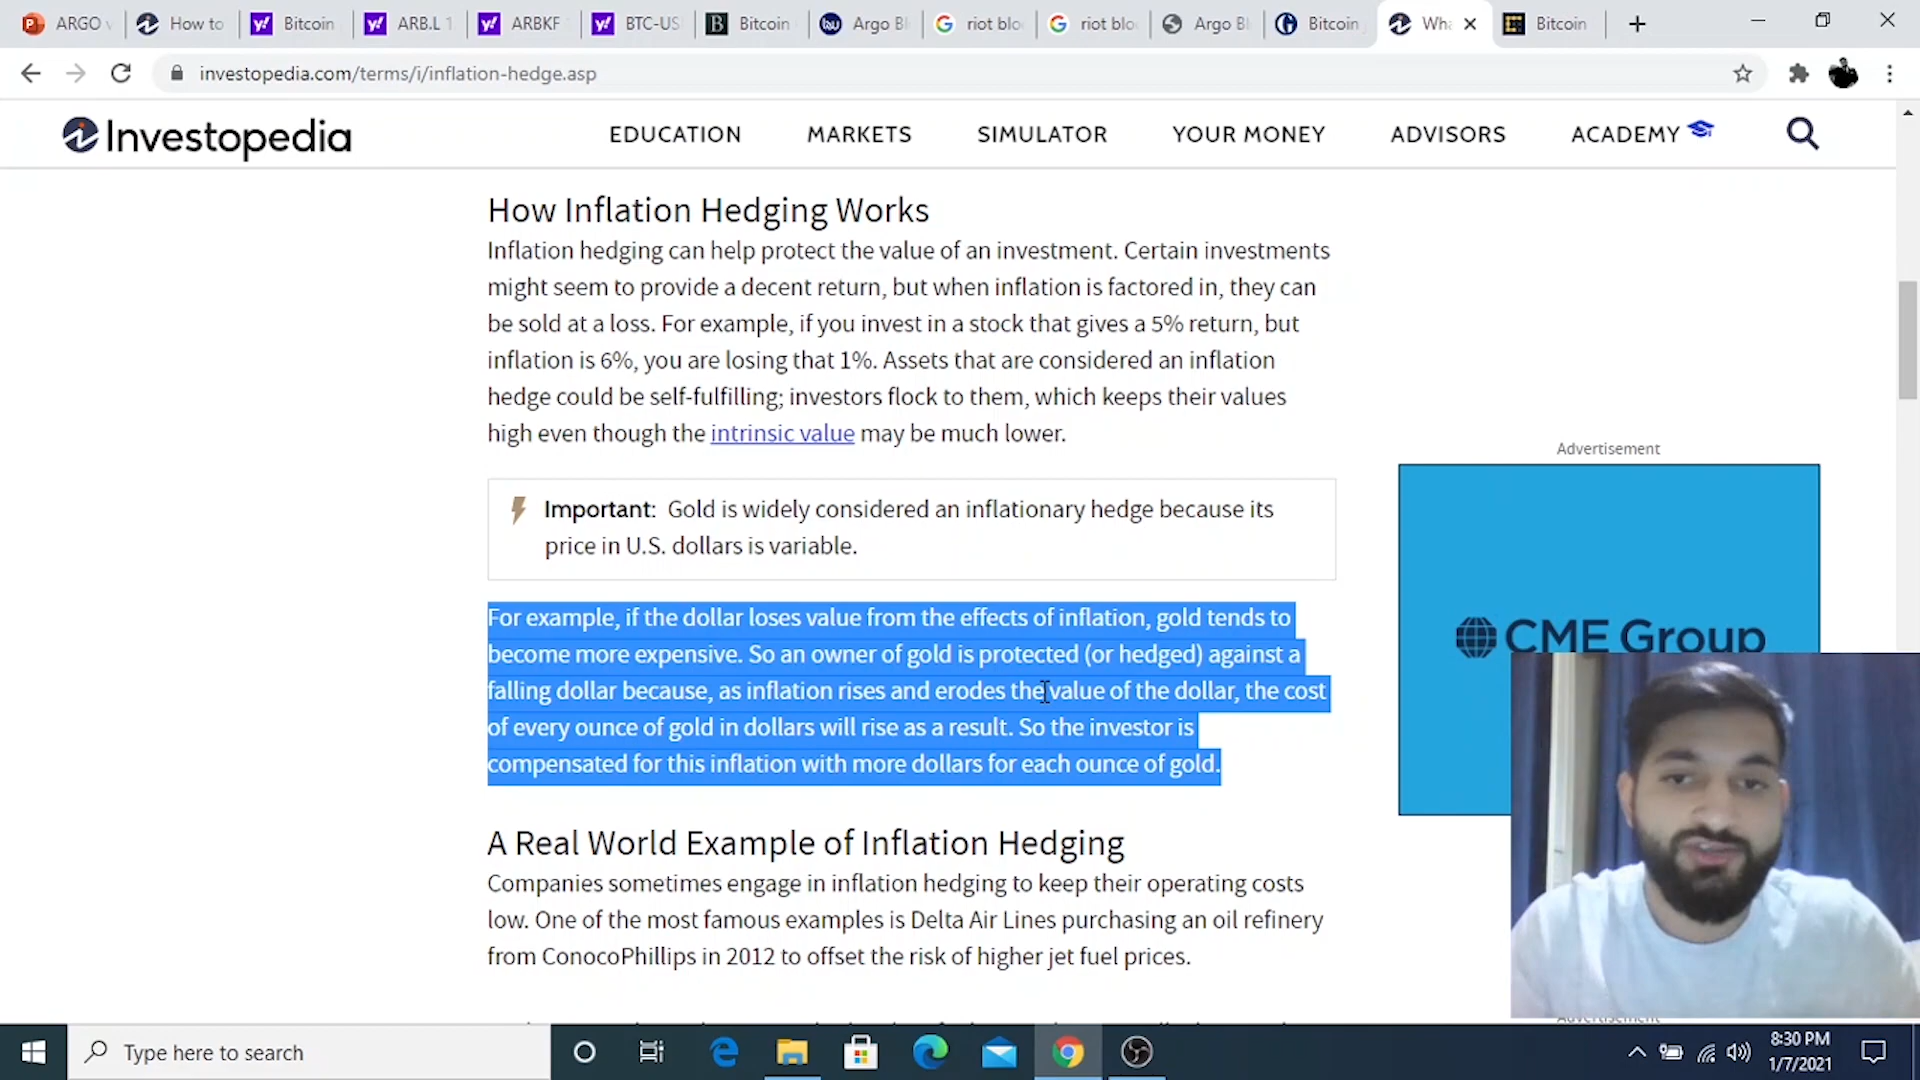 ARGO
How to
Bitcoin
ARB.L 1
ARBKF
BTC-US
Bitcoin
Argo Bl
riot blo
riot blo
Argo Bl
Bitcoin
Wha
Bitcoin
investopedia.com/terms/i/inflation-hedge.asp
Investopedia
EDUCATION
MARKETS
SIMULATOR
YOUR MONEY
ADVISORS
ACADEMY
How Inflation Hedging Works
Inflation hedging can help protect the value of an investment. Certain investments
might seem to provide a decent return, but when inflation is factored in, they can
be sold at a loss. For example, if you invest in a stock that gives a 5% return, but
inflation is 6%, you are losing that 1%. Assets that are considered an inflation
hedge could be self-fulfilling; investors flock to them, which keeps their values
high even though the intrinsic value may be much lower.
Important: Gold is widely considered an inflationary hedge because its
price in U.S. dollars is variable.
For example, if the dollar loses value from the effects of inflation, gold tends to
become more expensive. So an owner of gold is protected (or hedged) against a
falling dollar because, as inflation rises and erodes the value of the dollar, the cost
of every ounce of gold in dollars will rise as a result. So the investor is
compensated for this inflation with more dollars for each ounce of gold.
Advertisement
CME Group
A Real World Example of Inflation Hedging
Companies sometimes engage in inflation hedging to keep their operating costs
low. One of the most famous examples is Delta Air Lines purchasing an oil refinery
from ConocoPhillips in 2012 to offset the risk of higher jet fuel prices.
Type here to search
8:30 PM
1/7/2021